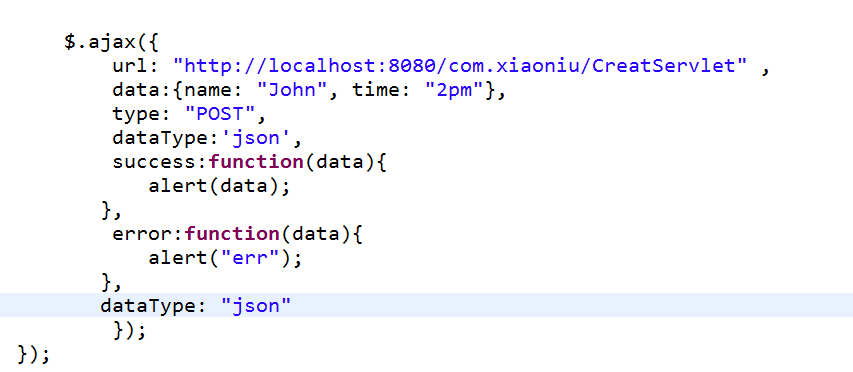 $.ajax({
url: "http://localhost:8080/com.xiaoniu/CreatServlet" ,
data:{name: "John", time: "2pm"},
type: "POST",
dataType:'json',
success:function(data){
alert(data);
},
error:function(data){
alert("err");
},
dataType: "json"
});
});